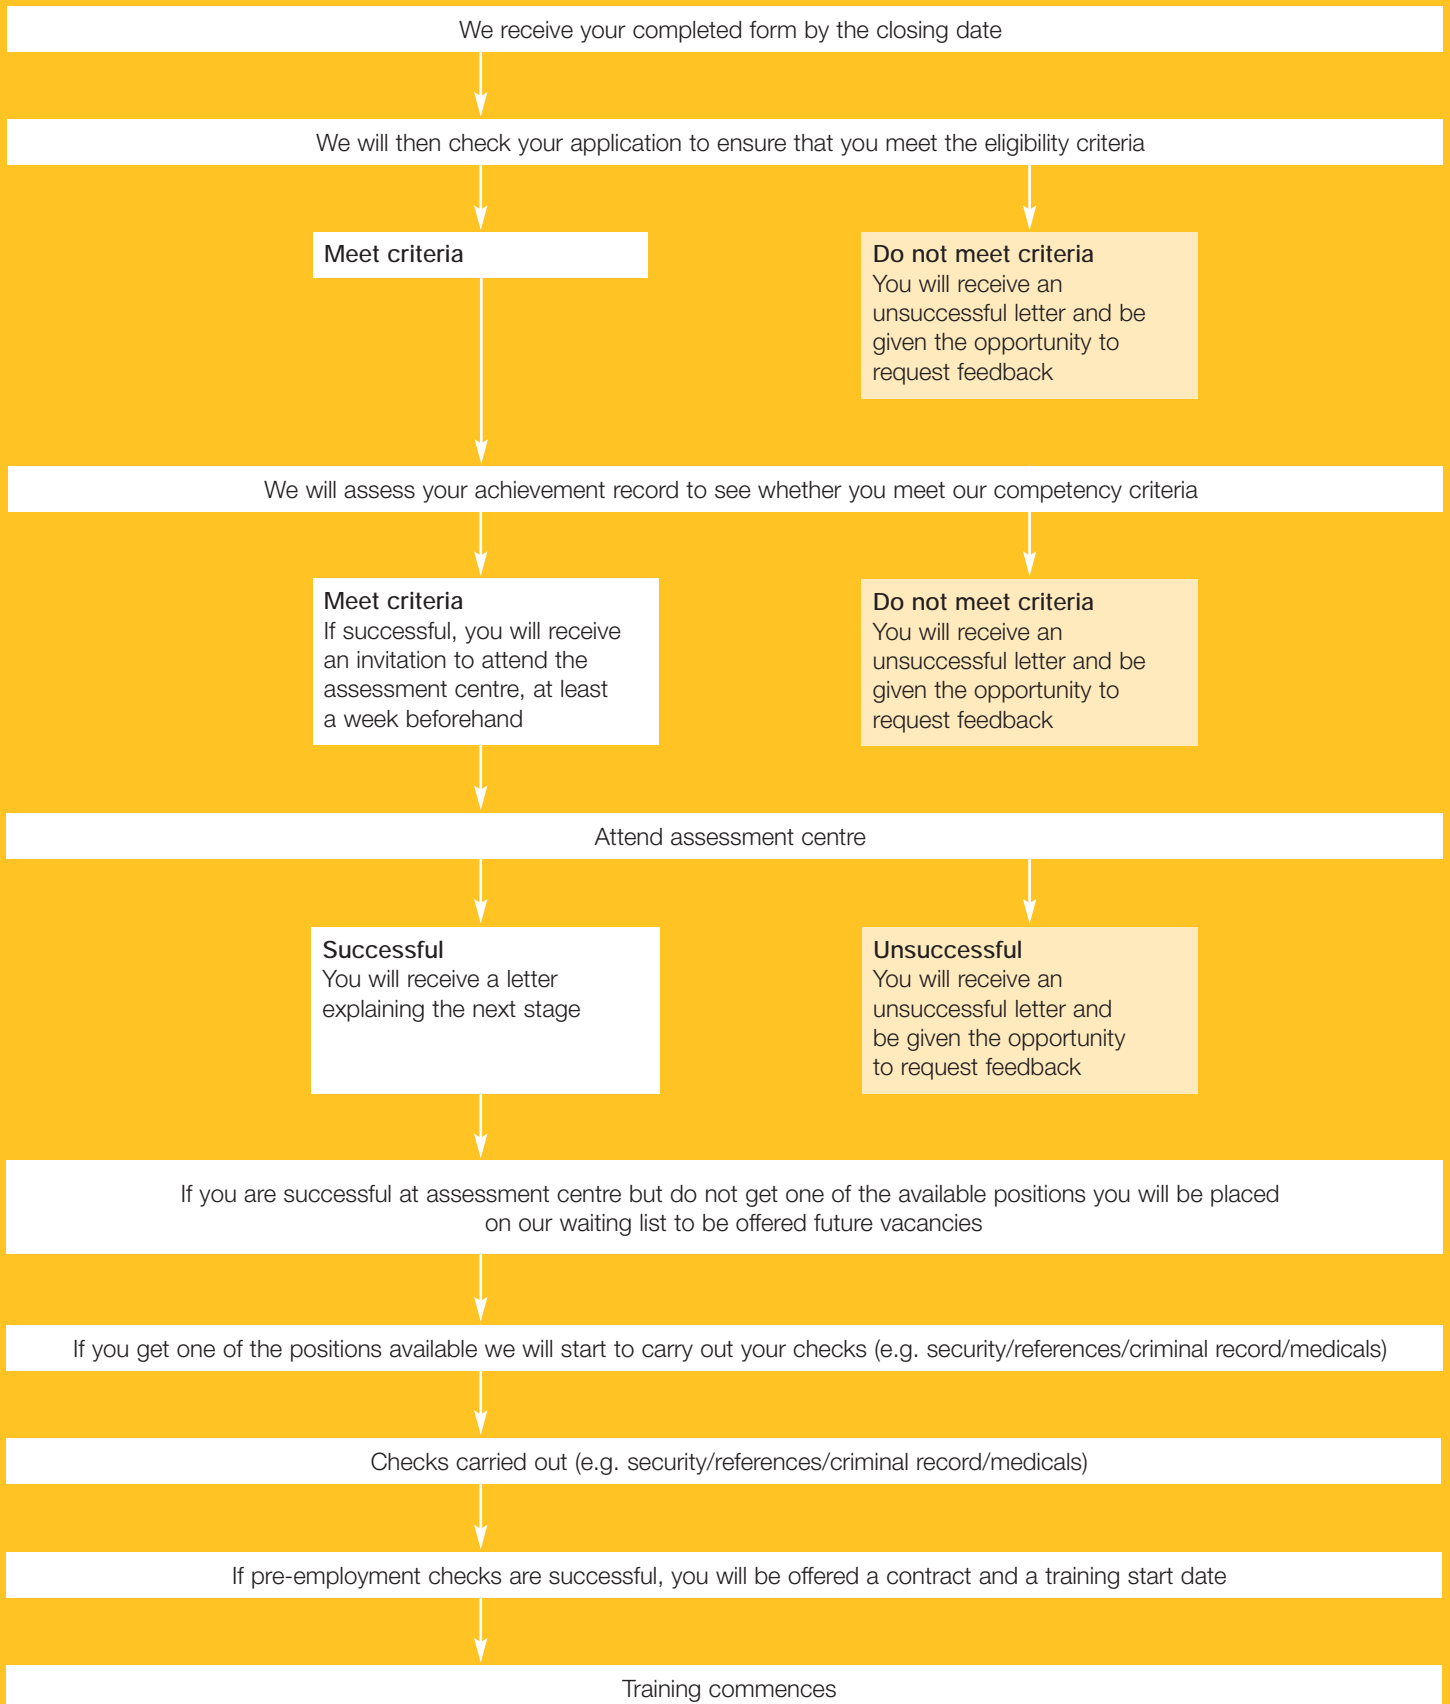 We receive your completed form by the closing date
We will then check your application to ensure that you meet the eligibility criteria
Meet criteria
Do not meet criteria
You will receive an
unsuccessful letter and be
given the opportunity to
request feedback
We will assess your achievement record to see whether you meet our competency criteria
Meet criteria
If successful, you will receive
an invitation to attend the
assessment centre, at least
a week beforehand
Do not meet criteria
You will receive an
unsuccessful letter and be
given the opportunity to
request feedback
Attend assessment centre
Successful
You will receive a letter
explaining the next stage
Unsuccessful
You will receive an
unsuccessful letter and
be given the opportunity
to request feedback
If you are successful at assessment centre but do not get one of the available positions you will be placed
on our waiting list to be offered future vacancies
If you get one of the positions available we will start to carry out your checks (e.g. security/references/criminal record/medicals)
Checks carried out (e.g. security/references/criminal record/medicals)
If pre-employment checks are successful, you will be offered a contract and a training start date
Training commences